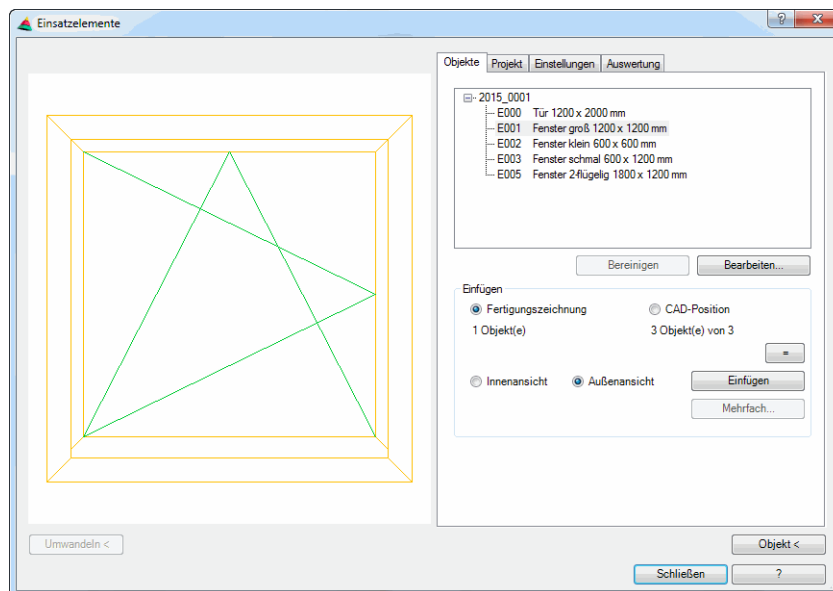 Einsatzelemente
?
Objekte Projekt Einstellungen Auswertung
2015_0001
E000 Tür 1200 x 2000 mm
E001 Fenster groß 1200 x 1200 mm
E002 Fenster klein 600 x 600 mm
E003 Fenster schmal 600 x 1200 mm
E005 Fenster 2-flügelig 1800 x 1200 mm
Bereinigen Bearbeiten...
Einfügen
Fertigungszeichnung CAD-Position
1 Objekt(e) 3 Objekt(e) von 3
=
Innenansicht Außenansicht Einfügen
Mehrfach...
Umwandeln < Objekt <
Schließen ?